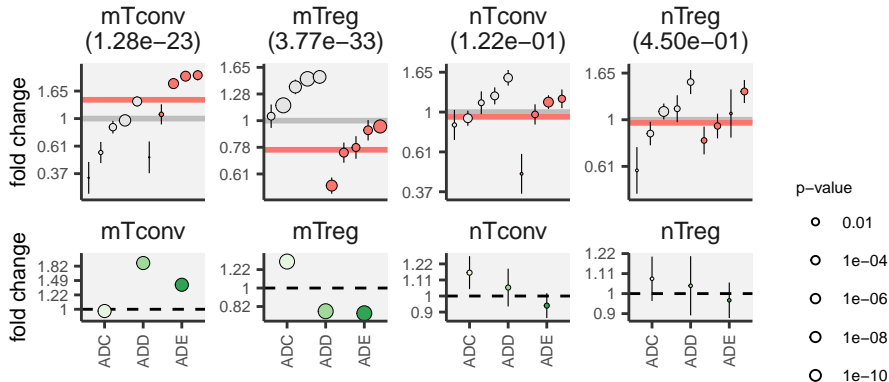 mTconv
(1.28e−23)
mTreg
(3.77e−33)
nTconv
(1.22e−01)
nTreg
(4.50e−01)
fold change
1.65
1
0.61
0.37
1.65
1.28
1
0.78
0.61
1.65
1
0.61
0.37
1.65
1
0.61
mTconv
mTreg
nTconv
nTreg
fold change
1.82
1.49
1.22
1
1.22
1
0.82
1.22
1.11
1
0.9
1.22
1.11
1
0.9
ADC
ADD
ADE
ADC
ADD
ADE
ADC
ADD
ADE
ADC
ADD
ADE
p−value
0.01
1e−04
1e−06
1e−08
1e−10